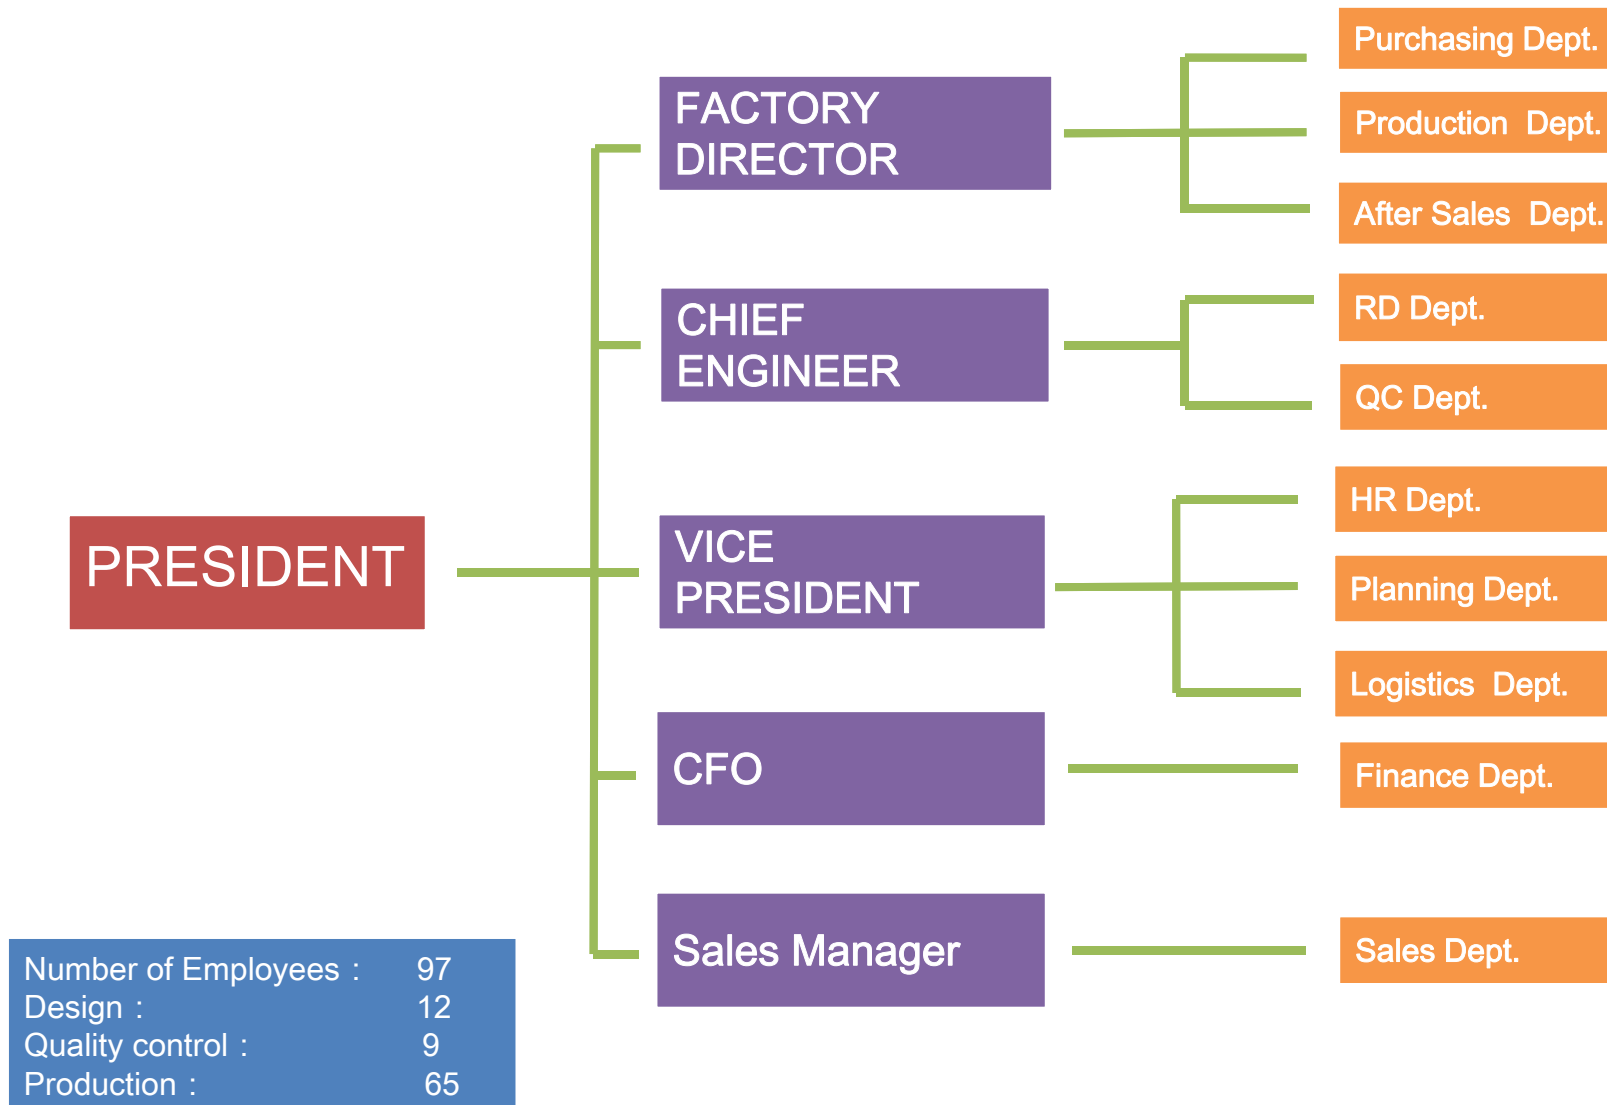 PRESIDENT
FACTORY
DIRECTOR
CHIEF
ENGINEER
VICE
PRESIDENT
CFO
Sales Manager
Purchasing Dept.
Production Dept.
After Sales Dept.
RD Dept.
QC Dept.
HR Dept.
Planning Dept.
Logistics Dept.
Finance Dept.
Sales Dept.
Number of Employees : 97
Design : 12
Quality control : 9
Production : 65